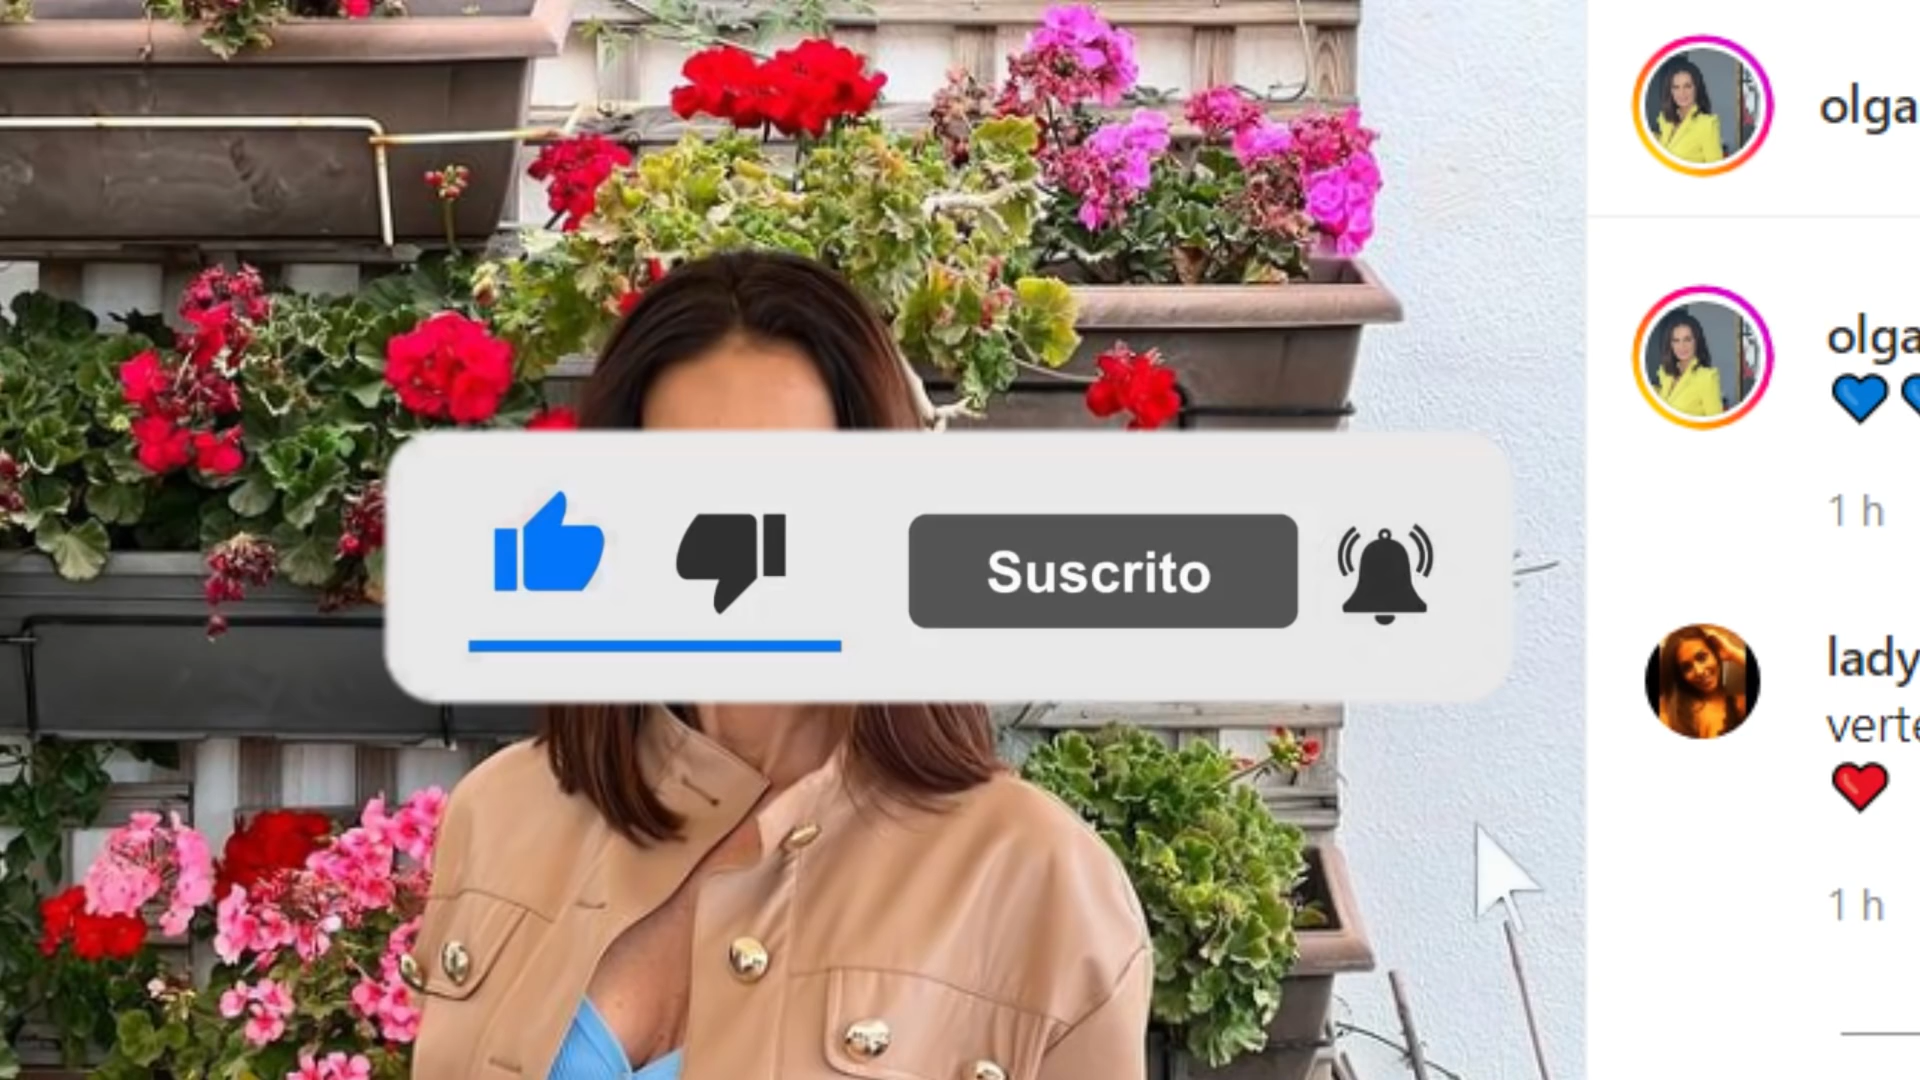 Suscrito
olga
olga
💙
1 h
lady
verte
❤️
1 h